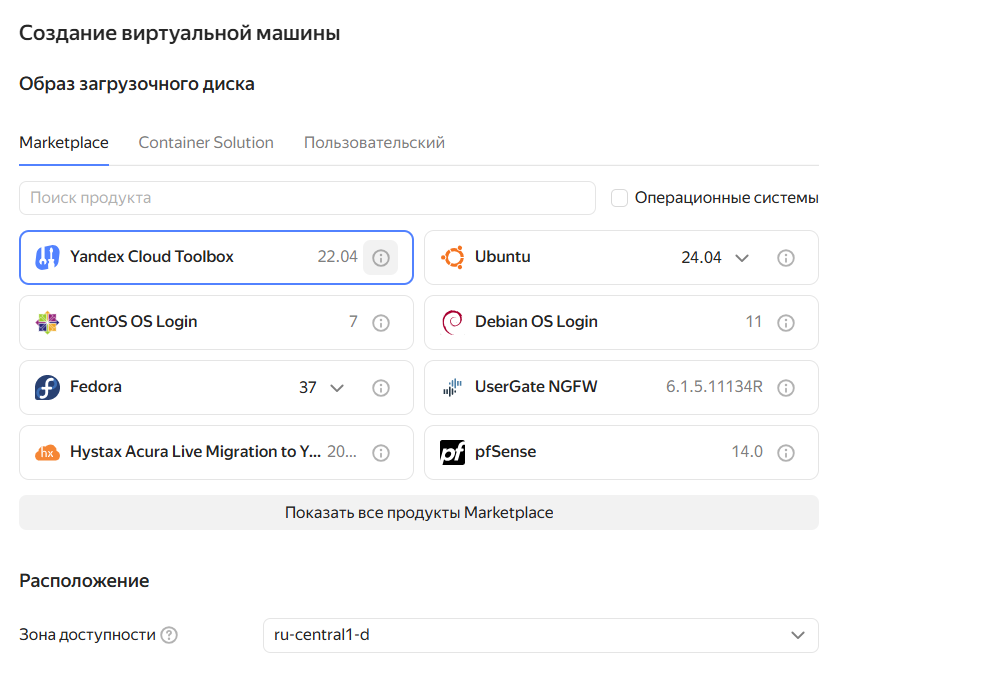 Создание виртуальной машины
Образ загрузочного диска
Marketplace Container Solution Пользовательский
Поиск продукта Операционные системы
Yandex Cloud Toolbox 22.04 Ubuntu 24.04
CentOS OS Login 7 Debian OS Login 11
Fedora 37 UserGate NGFW 6.1.5.11134R
hx Hystax Acura Live Migration to Y... 20... pf pfSense 14.0
Показать все продукты Marketplace
Расположение
Зона доступности ? ru-central1-d